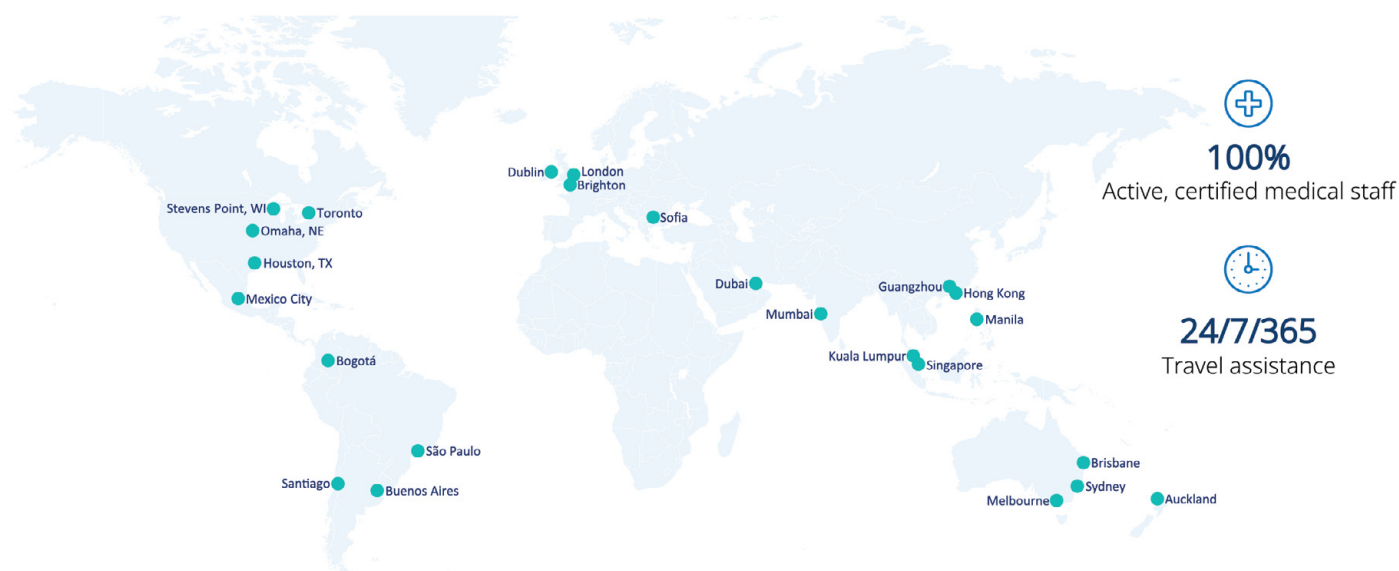 Dublin
London
Brighton
Stevens Point, WI
Toronto
Sofia
Omaha, NE
Houston, TX
Mexico City
Dubai
Guangzhou
Hong Kong
Mumbai
Manila
Kuala Lumpur
Singapore
Bogotá
São Paulo
Santiago
Buenos Aires
Brisbane
Sydney
Melbourne
Auckland
100%
Active, certified medical staff
24/7/365
Travel assistance